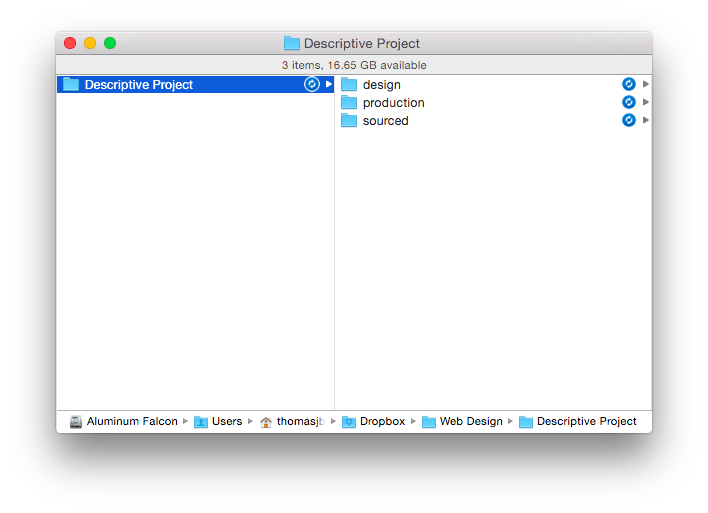 Descriptive Project
3 items, 16.65 GB available
Descriptive Project
design
production
sourced
Aluminum Falcon Users thomasjb Dropbox Web Design Descriptive Project